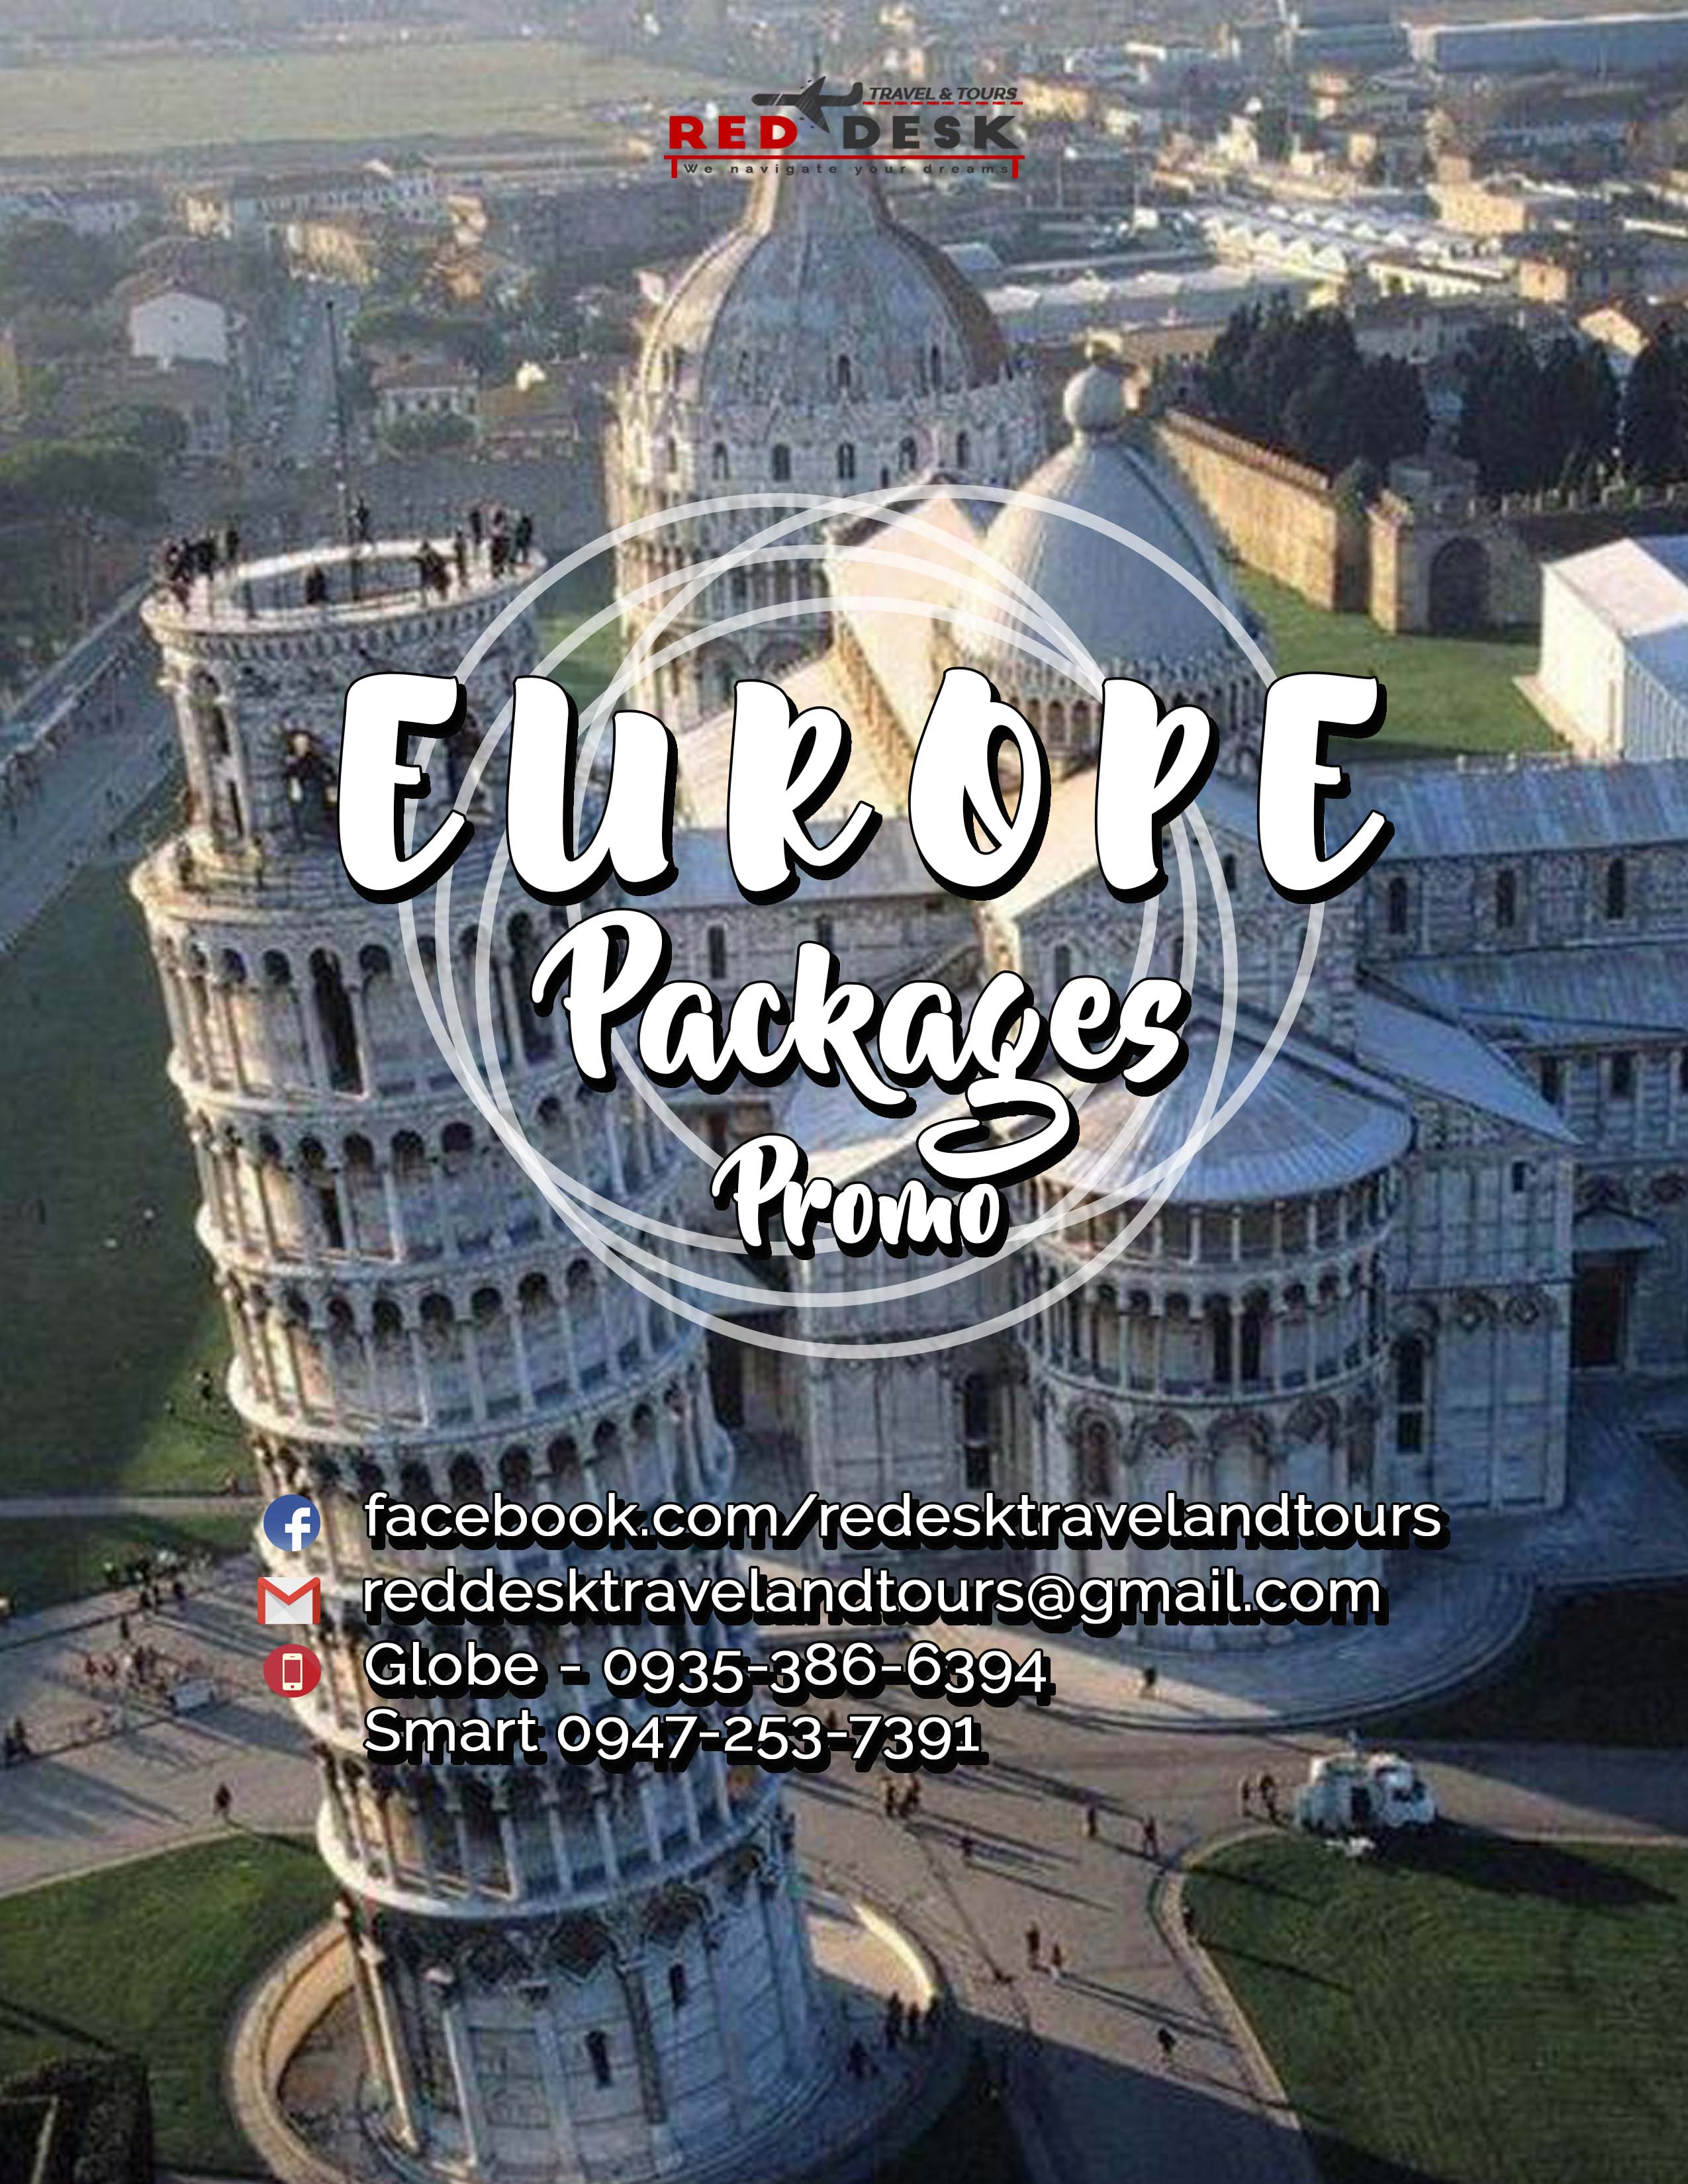 TRAVEL & TOURS
RED DESK
We navigate your dreams
EUROPE
Packages
Promo
facebook.com/redesktravelandtours
reddesktravelandtours@gmail.com
Globe - 0935-386-6394
Smart 0947-253-7391